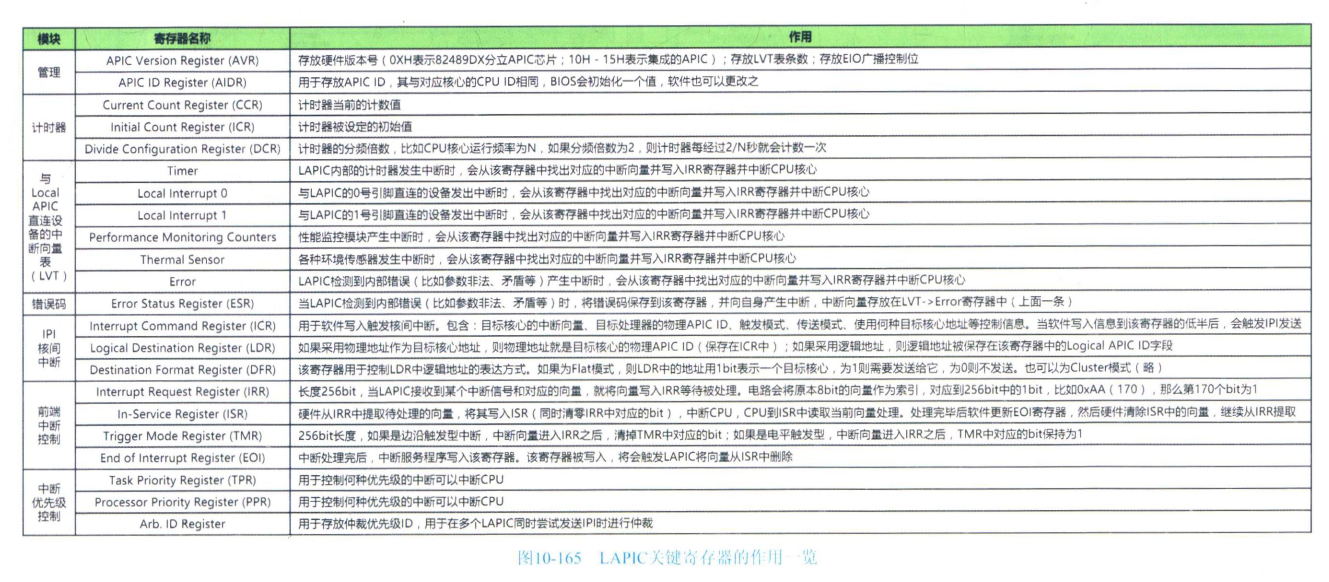 模块 寄存器名称 作用
管理
APIC Version Register (AVR) 存放硬件版本号（0XH表示82489DX分立APIC芯片；10H - 15H表示集成的APIC）；存放LVT表条数；存放EIO广播控制位
APIC ID Register (AIDR) 用于存放APIC ID，其与对应核心的CPU ID相同，BIOS会初始化一个值，软件也可以更改之
计时器
Current Count Register (CCR) 计时器当前的计数值
Initial Count Register (ICR) 计时器被设定的初始值
Divide Configuration Register (DCR) 计时器的分频倍数，比如CPU核心运行频率为N，如果分频倍数为2，则计时器每经过2/N秒就会计数一次
与
Local
APIC
直连设
备的中
断向量
表
（LVT）
Timer LAPIC内部的计时器发生中断时，会从该寄存器中找出对应的中断向量并写入IRR寄存器并中断CPU核心
Local Interrupt 0 与LAPIC的0号引脚直连的设备发出中断时，会从该寄存器中找出对应的中断向量并写入IRR寄存器并中断CPU核心
Local Interrupt 1 与LAPIC的1号引脚直连的设备发出中断时，会从该寄存器中找出对应的中断向量并写入IRR寄存器并中断CPU核心
Performance Monitoring Counters 性能监控模块产生中断时，会从该寄存器中找出对应的中断向量并写入IRR寄存器并中断CPU核心
Thermal Sensor 各种环境传感器发生中断时，会从该寄存器中找出对应的中断向量并写入IRR寄存器并中断CPU核心
Error LAPIC检测到内部错误（比如参数非法、矛盾等）产生中断时，会从该寄存器中找出对应的中断向量并写入IRR寄存器并中断CPU核心
错误码 Error Status Register (ESR) 当LAPIC检测到内部错误（比如参数非法、矛盾等）时，将错误码保存到该寄存器，并向自身产生中断，中断向量存放在LVT->Error寄存器中（上面一条）
IPI
核间
中断
Interrupt Command Register (ICR) 用于软件写入触发核间中断。包含：目标核心的中断向量、目标处理器的物理APIC ID、触发模式、传送模式、使用何种目标核心地址等控制信息。当软件写入信息到该寄存器的低半后，会触发IPI发送
Logical Destination Register (LDR) 如果采用物理地址作为目标核心地址，则物理地址就是目标核心的物理APIC ID（保存在ICR中）；如果采用逻辑地址，则逻辑地址被保存在该寄存器中的Logical APIC ID字段
Destination Format Register (DFR) 该寄存器用于控制LDR中逻辑地址的表达方式。如果为Flat模式，则LDR中的地址用1bit表示一个目标核心，为1则需要发送给它，为0则不发送。也可以为Cluster模式（略）
前端
中断
控制
Interrupt Request Register (IRR) 长度256bit，当LAPIC接收到某个中断信号和对应的向量，就将向量写入IRR等待被处理。电路会将原本8bit的向量作为索引，对应到256bit中的1bit，比如0xAA（170），那么第170个bit为1
In-Service Register (ISR) 硬件从IRR中提取待处理的向量，将其写入ISR（同时清零IRR中对应的bit），中断CPU，CPU到ISR中读取当前向量处理。处理完毕后软件更新EOI寄存器，然后硬件清除ISR中的向量，继续从IRR提取
Trigger Mode Register (TMR) 256bit长度，如果是边沿触发型中断，中断向量进入IRR之后，清掉TMR中对应的bit；如果是电平触发型，中断向量进入IRR之后，TMR中对应的bit保持为1
End of Interrupt Register (EOI) 中断处理完后，中断服务程序写入该寄存器。该寄存器被写入，将会触发LAPIC将向量从ISR中删除
中断
优先级
控制
Task Priority Register (TPR) 用于控制何种优先级的中断可以中断CPU
Processor Priority Register (PPR) 用于控制何种优先级的中断可以中断CPU
Arb. ID Register 用于存放仲裁优先级ID，用于在多个LAPIC同时尝试发送IPI时进行仲裁
图10-165 LAPIC关键寄存器的作用一览